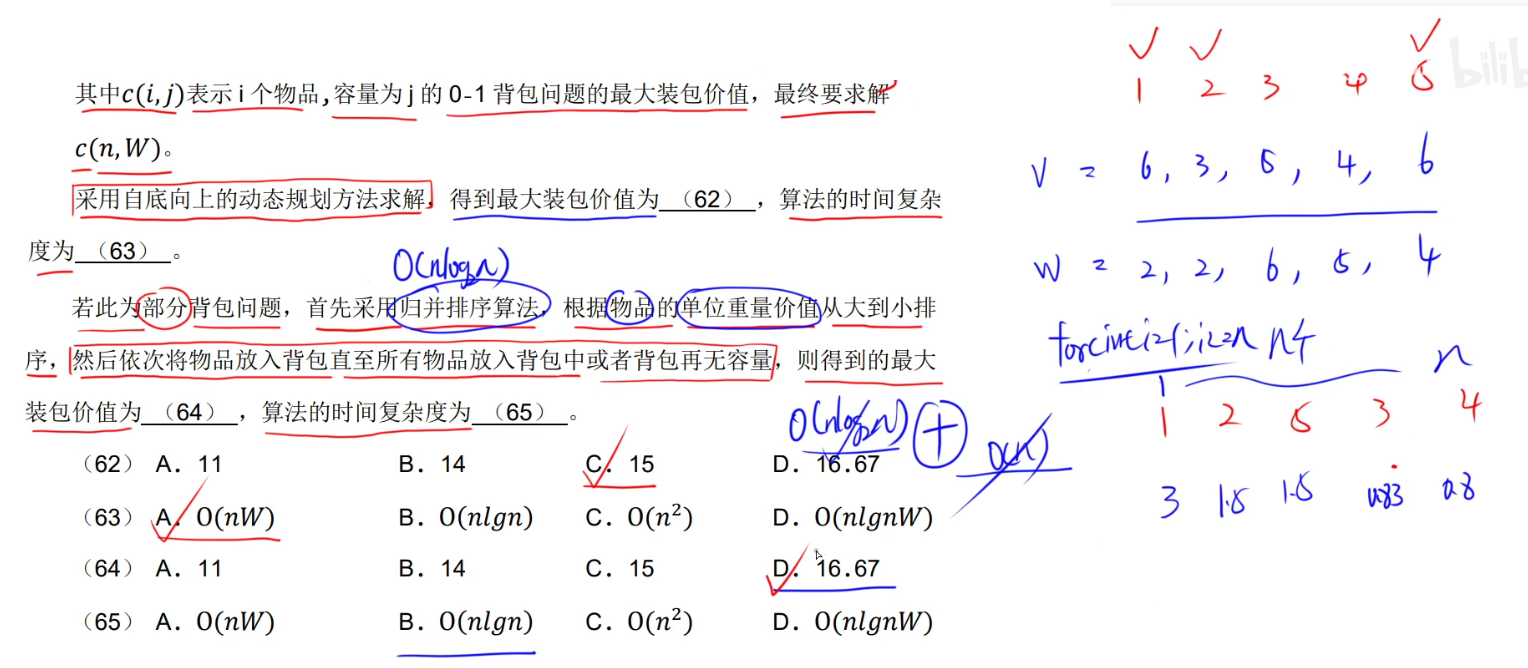 其中c(i,j)表示 i 个物品,容量为 j 的 0-1 背包问题的最大装包价值，最终要求解
c(n,W)。
采用自底向上的动态规划方法求解，得到最大装包价值为 （62） ，算法的时间复杂
度为 （63） 。
O(nlog₂n)
若此为部分背包问题，首先采用归并排序算法，根据物品的单位重量价值从大到小排
序，然后依次将物品放入背包直至所有物品放入背包中或者背包再无容量，则得到的最大
装包价值为 （64） ，算法的时间复杂度为 （65） 。
O(nlog₂n) + O(n)
（62） A．11 B．14 C．15 D．16.67
（63） A．O(nW) B．O(nlgn) C．O(n²) D．O(nlgnW)
（64） A．11 B．14 C．15 D．16.67
（65） A．O(nW) B．O(nlgn) C．O(n²) D．O(nlgnW)
1 2 3 4 5
V = 6, 3, 5, 4, 6
W = 2, 2, 6, 5, 4
for(int i=1;i<=n n个
n
1 2 5 3 4
3 1.5 1.5 0.83 0.8
bilib